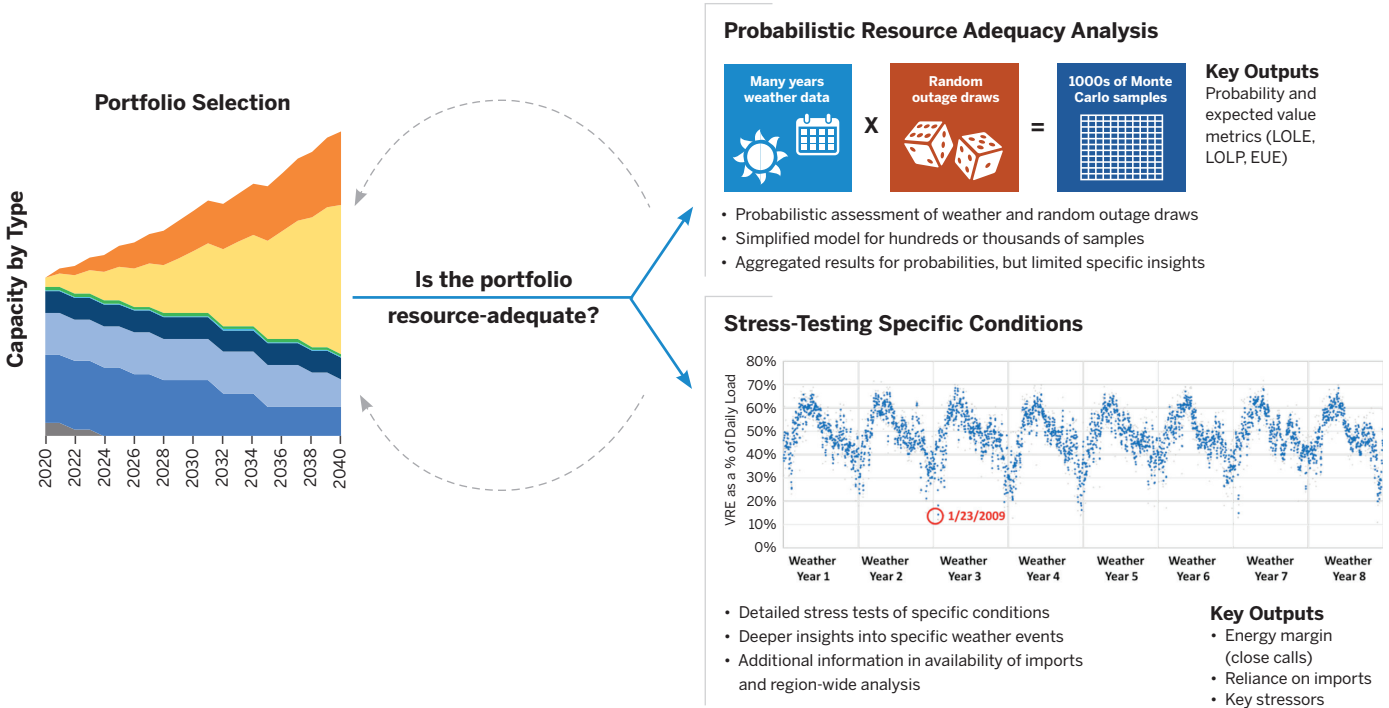 Portfolio Selection
Capacity by Type
2020
2022
2024
2026
2028
2030
2032
2034
2036
2038
2040
Is the portfolio
resource-adequate?
Probabilistic Resource Adequacy Analysis
Many years
weather data
X
Random
outage draws
=
1000s of Monte
Carlo samples
Key Outputs
Probability and
expected value
metrics (LOLE,
LOLP, EUE)
• Probabilistic assessment of weather and random outage draws
• Simplified model for hundreds or thousands of samples
• Aggregated results for probabilities, but limited specific insights
Stress-Testing Specific Conditions
VRE as a % of Daily Load
80%
70%
60%
50%
40%
30%
20%
10%
0%
1/23/2009
Weather
Year 1
Weather
Year 2
Weather
Year 3
Weather
Year 4
Weather
Year 5
Weather
Year 6
Weather
Year 7
Weather
Year 8
• Detailed stress tests of specific conditions
• Deeper insights into specific weather events
• Additional information in availability of imports
and region-wide analysis
Key Outputs
• Energy margin
(close calls)
• Reliance on imports
• Key stressors